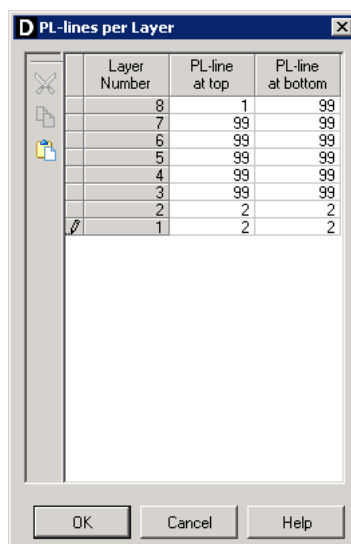 D PL-lines per Layer
Layer Number PL-line at top PL-line at bottom
8 1 99
7 99 99
6 99 99
5 99 99
4 99 99
3 99 99
2 2 2
1 2 2
OK Cancel Help